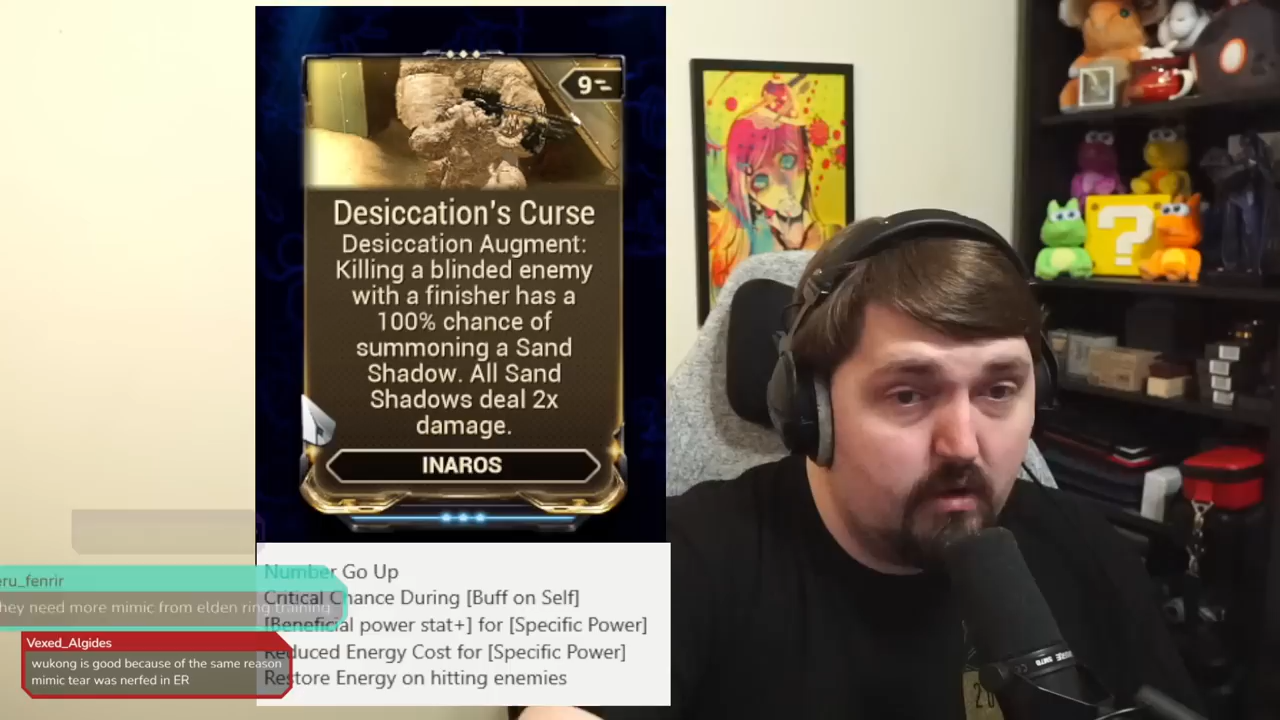 9
Desiccation's Curse
Desiccation Augment:
Killing a blinded enemy
with a finisher has a
100% chance of
summoning a Sand
Shadow. All Sand
Shadows deal 2x
damage.
INAROS
Number Go Up
Critical Chance During [Buff on Self]
[Beneficial power stat+] for [Specific Power]
Reduced Energy Cost for [Specific Power]
Restore Energy on hitting enemies
eru_fenrir
hey need more mimic from elden ring training
Vexed_Algides
wukong is good because of the same reason
mimic tear was nerfed in ER
?
20